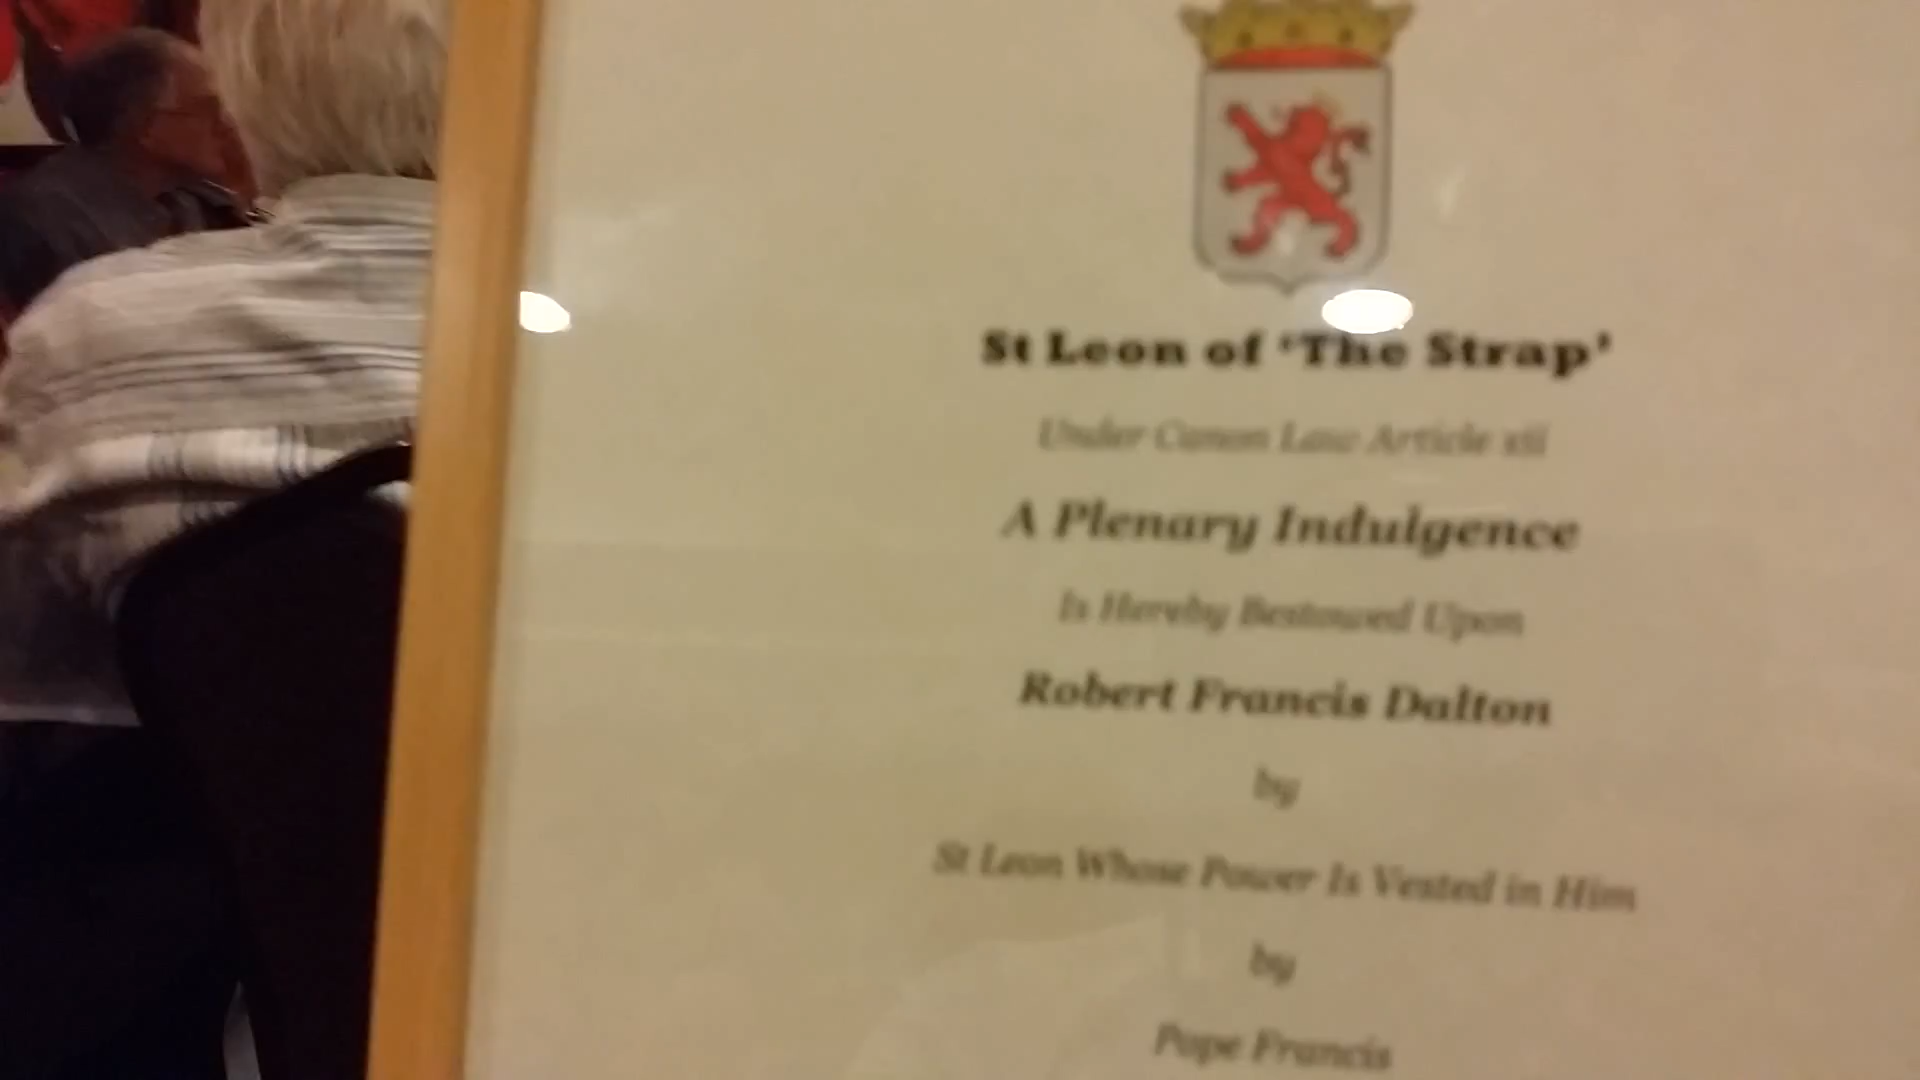 St Leon of 'The Strap'
Under Canon Law Article xii
A Plenary Indulgence
Is Hereby Bestowed Upon
Robert Francis Dalton
by
St Leon Whose Power Is Vested in Him
by
Pope Francis